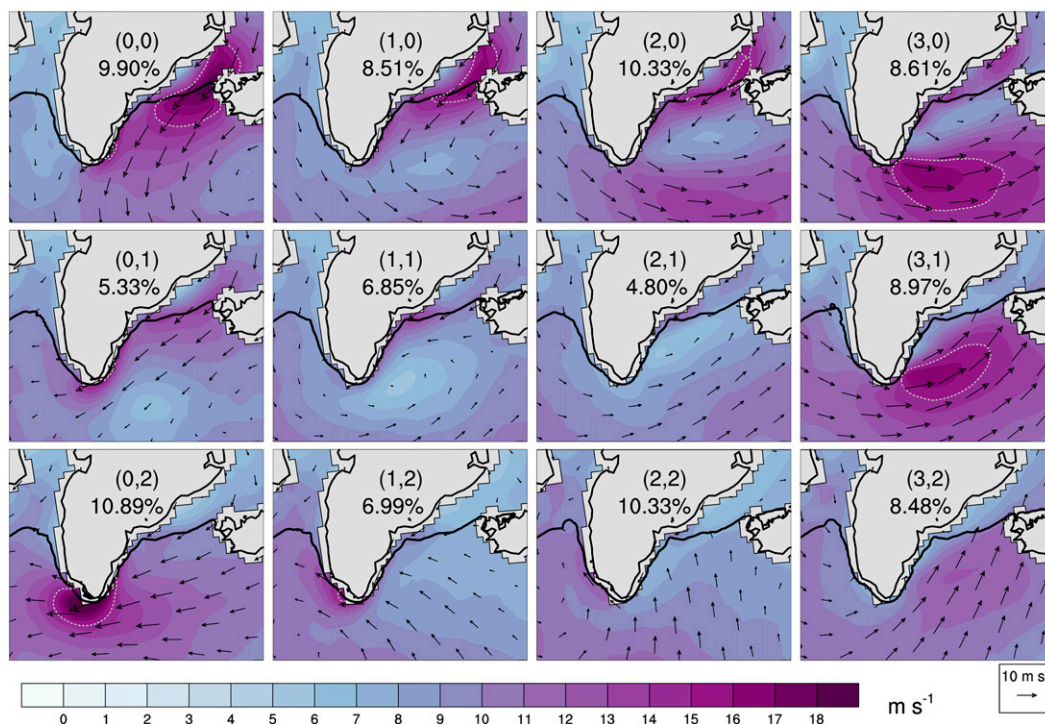 (0,0) (1,0) (2,0) (3,0)
9.90% 8.51% 10.33% 8.61%
(0,1) (1,1) (2,1) (3,1)
5.33% 6.85% 4.80% 8.97%
(0,2) (1,2) (2,2) (3,2)
10.89% 6.99% 10.33% 8.48%
10 m s
0 1 2 3 4 5 6 7 8 9 10 11 12 13 14 15 16 17 18 m s⁻¹